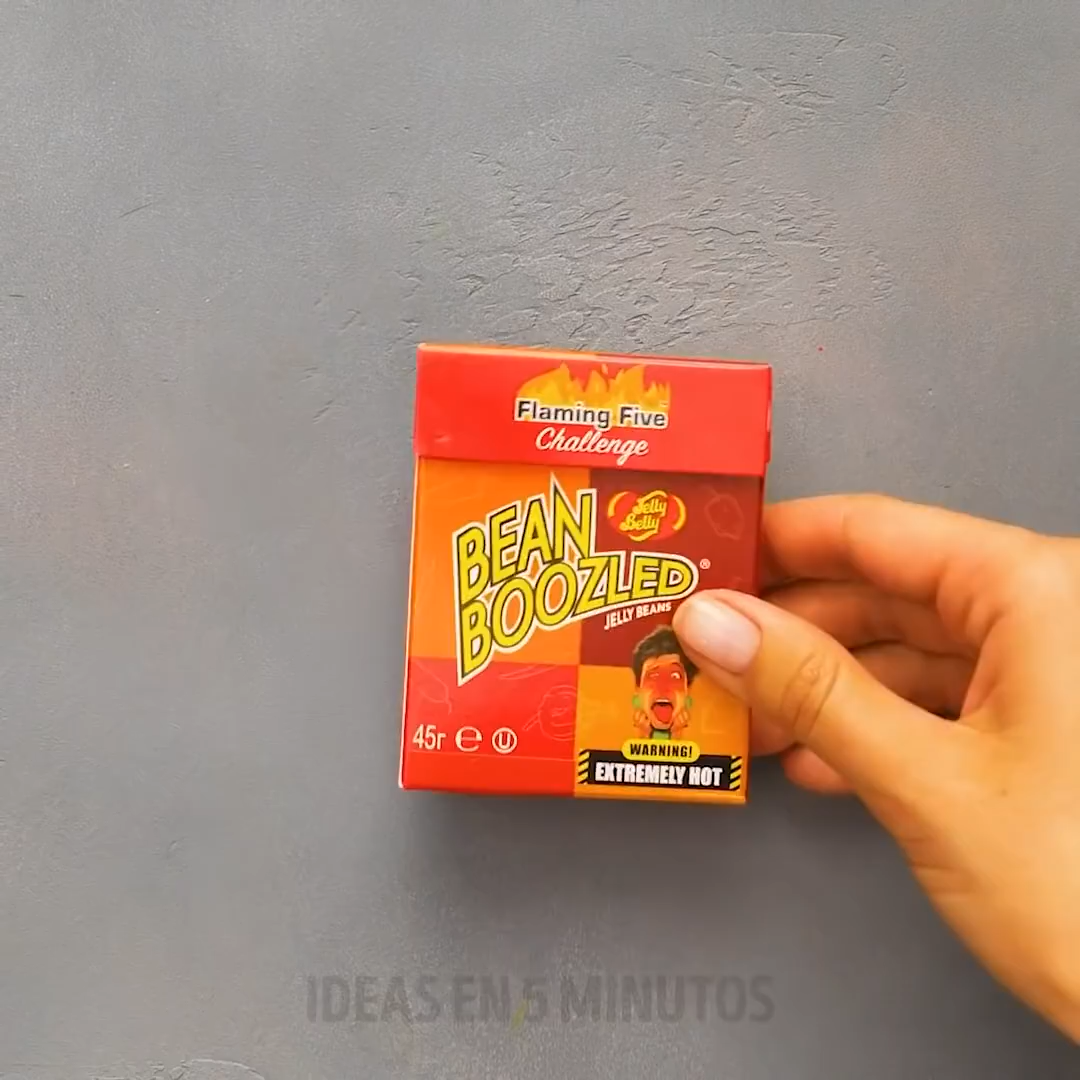 Flaming Five
Challenge
Jelly
Belly
BEAN
BOOZLED®
JELLY BEANS
45г e U
WARNING!
EXTREMELY HOT
IDEAS EN 5 MINUTOS